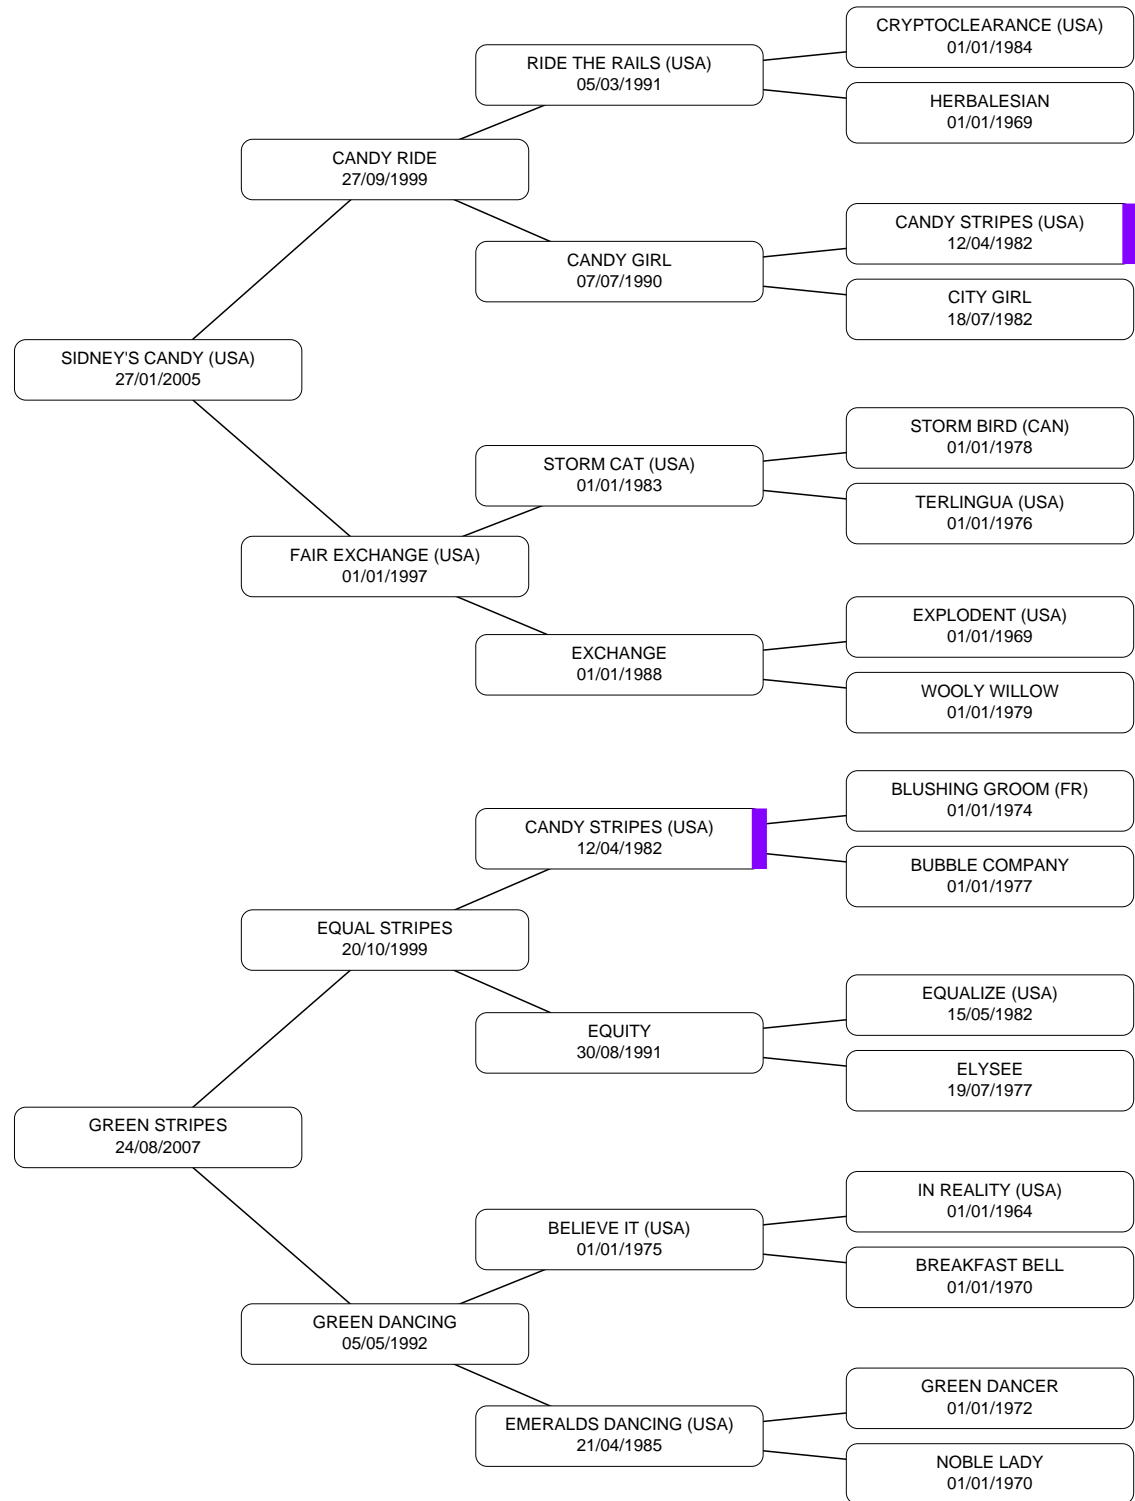 CRYPTOCLEARANCE (USA)
01/01/1984
RIDE THE RAILS (USA)
05/03/1991
HERBALESIAN
01/01/1969
CANDY RIDE
27/09/1999
CANDY STRIPES (USA)
12/04/1982
CANDY GIRL
07/07/1990
CITY GIRL
18/07/1982
SIDNEY'S CANDY (USA)
27/01/2005
STORM BIRD (CAN)
01/01/1978
STORM CAT (USA)
01/01/1983
TERLINGUA (USA)
01/01/1976
FAIR EXCHANGE (USA)
01/01/1997
EXPLODENT (USA)
01/01/1969
EXCHANGE
01/01/1988
WOOLY WILLOW
01/01/1979
BLUSHING GROOM (FR)
01/01/1974
CANDY STRIPES (USA)
12/04/1982
BUBBLE COMPANY
01/01/1977
EQUAL STRIPES
20/10/1999
EQUALIZE (USA)
15/05/1982
EQUITY
30/08/1991
ELYSEE
19/07/1977
GREEN STRIPES
24/08/2007
IN REALITY (USA)
01/01/1964
BELIEVE IT (USA)
01/01/1975
BREAKFAST BELL
01/01/1970
GREEN DANCING
05/05/1992
GREEN DANCER
01/01/1972
EMERALDS DANCING (USA)
21/04/1985
NOBLE LADY
01/01/1970